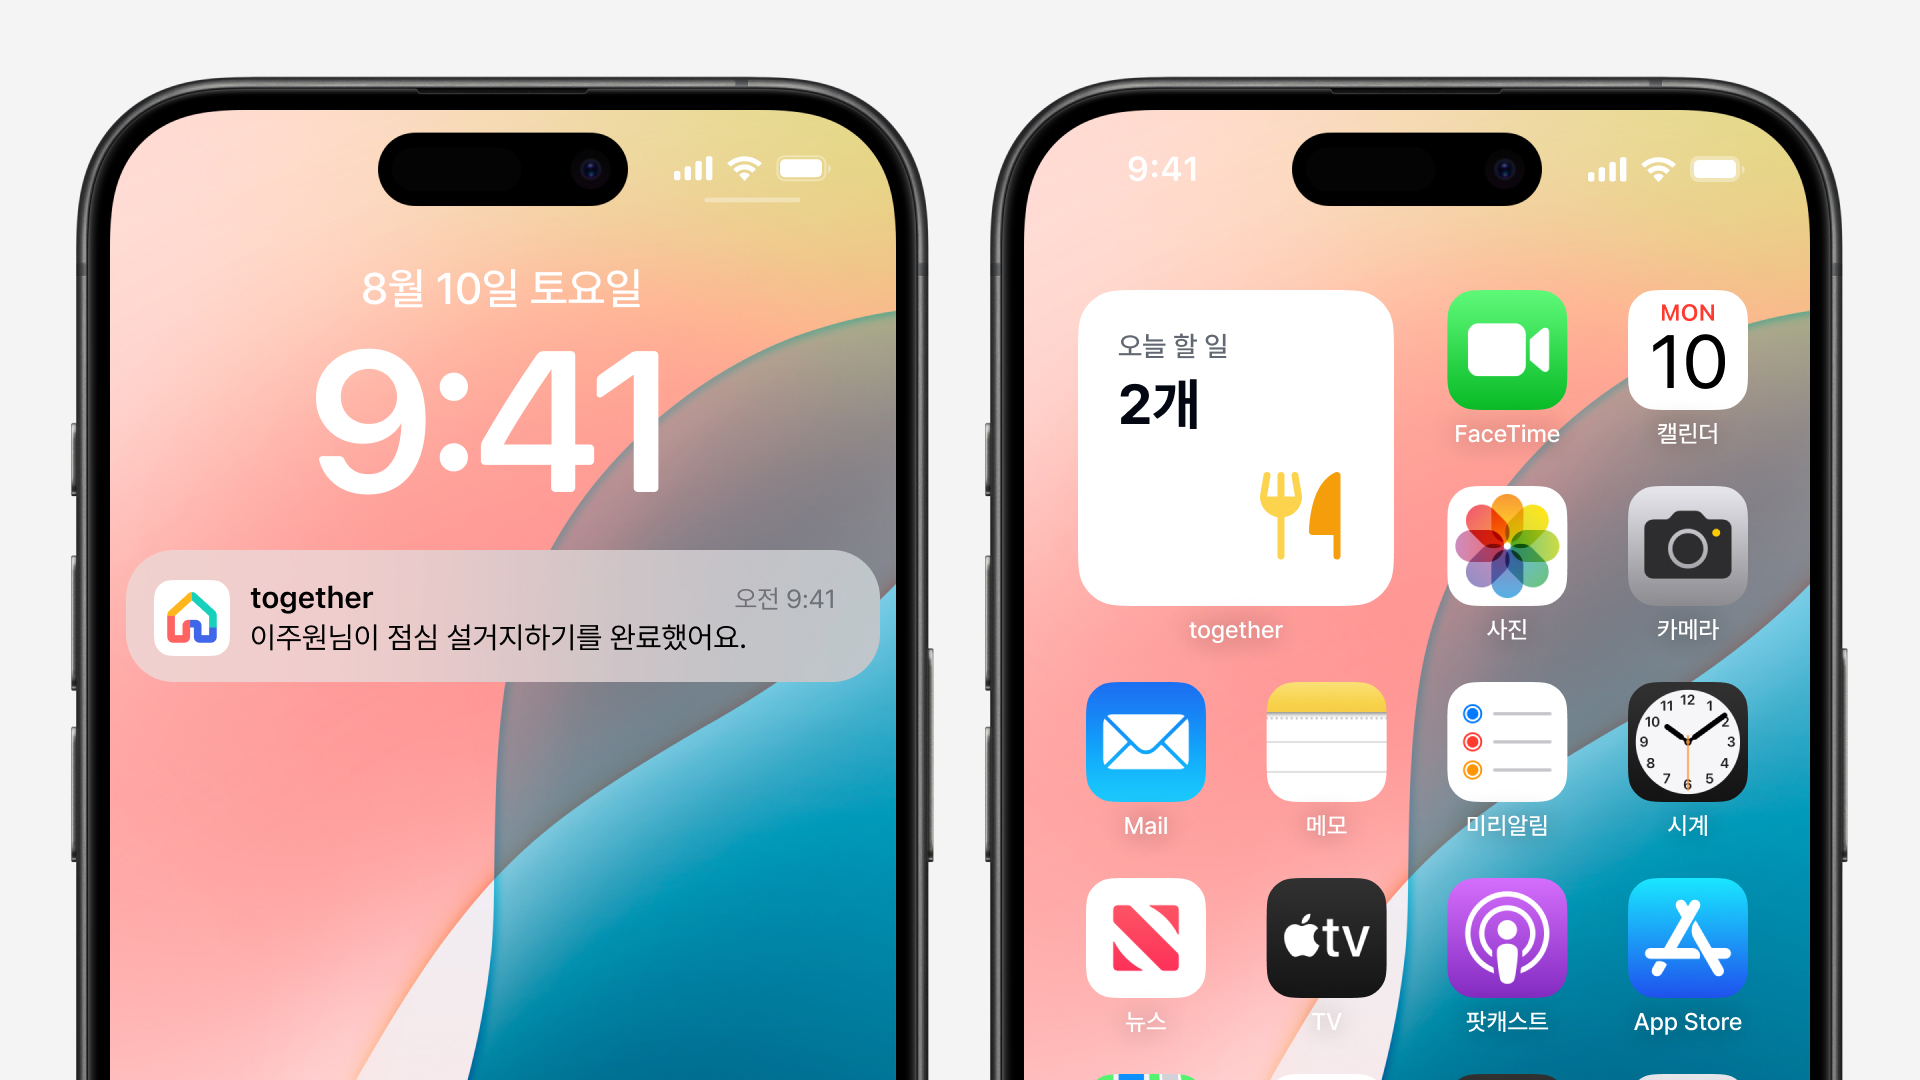 8월 10일 토요일
9:41
together
오전 9:41
이주원님이 점심 설거지하기를 완료했어요.
9:41
오늘 할 일
2개
together
FaceTime
MON
10
캘린더
사진
카메라
Mail
메모
미리알림
12
1
2
3
4
5
6
7
8
9
10
11
시계
뉴스
tv
TV
팟캐스트
App Store